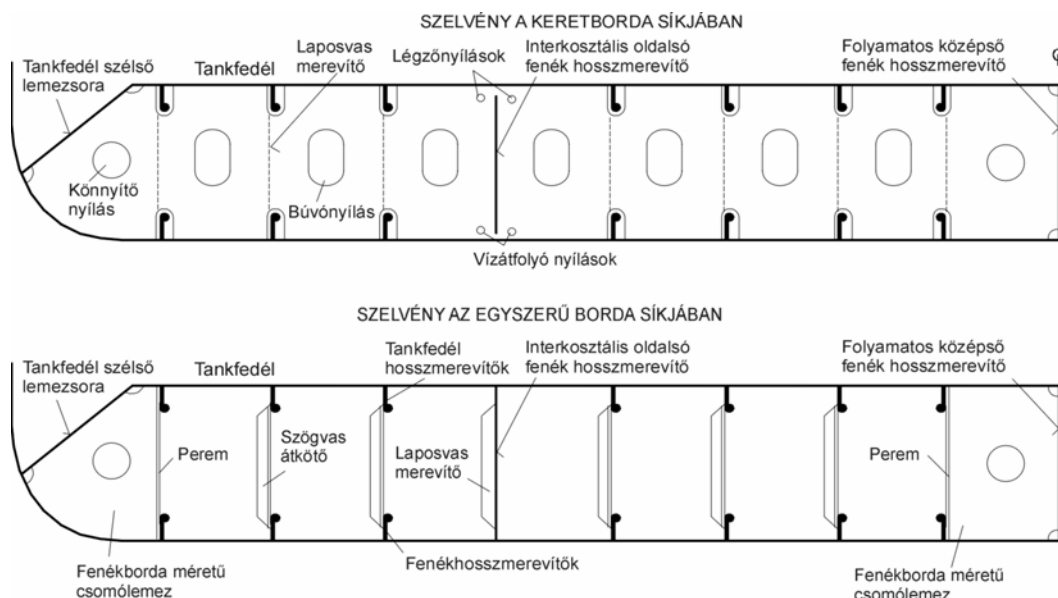 SZELVÉNY A KERETBORDA SÍKJÁBAN
Tankfedél szélső
lemezsora
Tankfedél
Laposvas
merevítő
Légzőnyílások
Interkosztális oldalsó
fenék hosszmerevítő
Folyamatos középső
fenék hosszmerevítő
Könnyítő
nyílás
Búvónyílás
Vízátfolyó nyílások
SZELVÉNY AZ EGYSZERŰ BORDA SÍKJÁBAN
Tankfedél szélső
lemezsora
Tankfedél
Tankfedél
hosszmerevítők
Interkosztális oldalsó
fenék hosszmerevítő
Folyamatos középső
fenék hosszmerevítő
Perem
Szögvas
átkötő
Laposvas
merevítő
Perem
Fenékborda méretű
csomólemez
Fenékhosszmerevítők
Fenékborda méretű
csomólemez